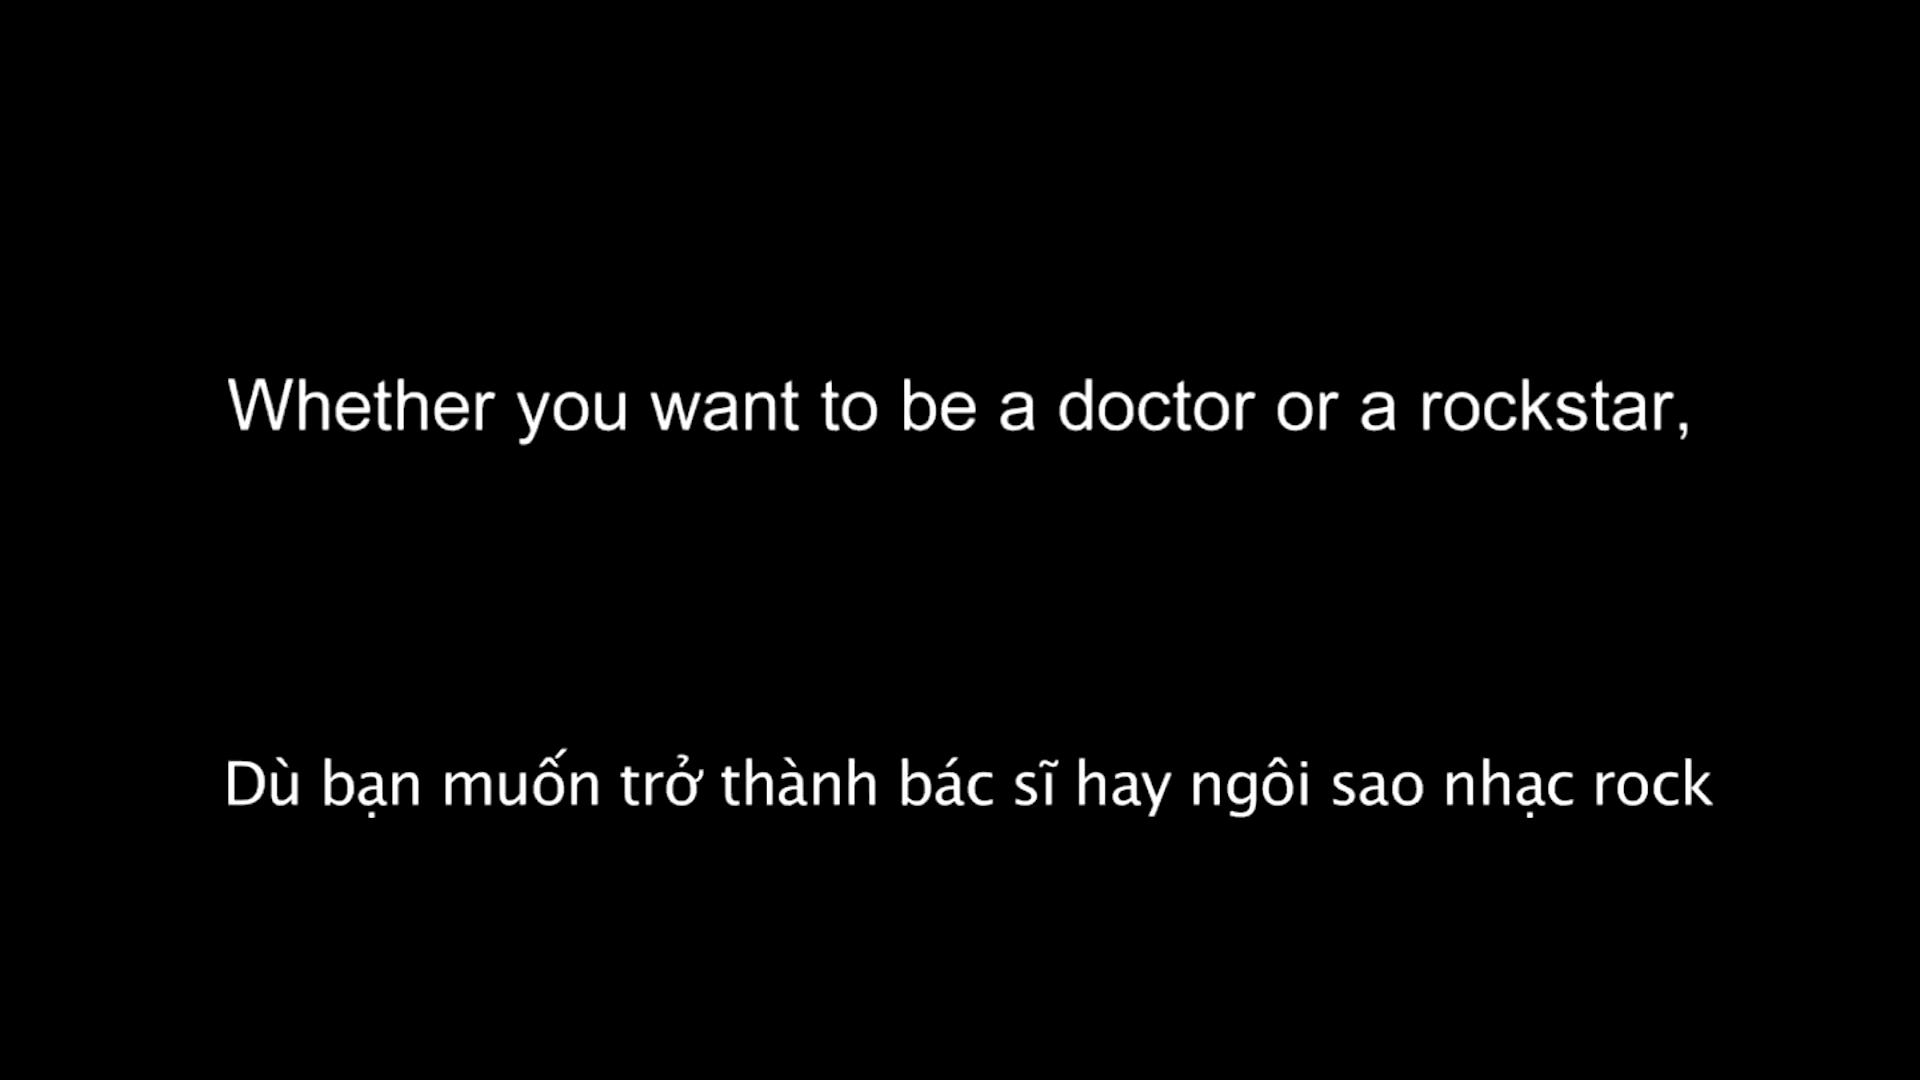 Whether you want to be a doctor or a rockstar,
Dù bạn muốn trở thành bác sĩ hay ngôi sao nhạc rock